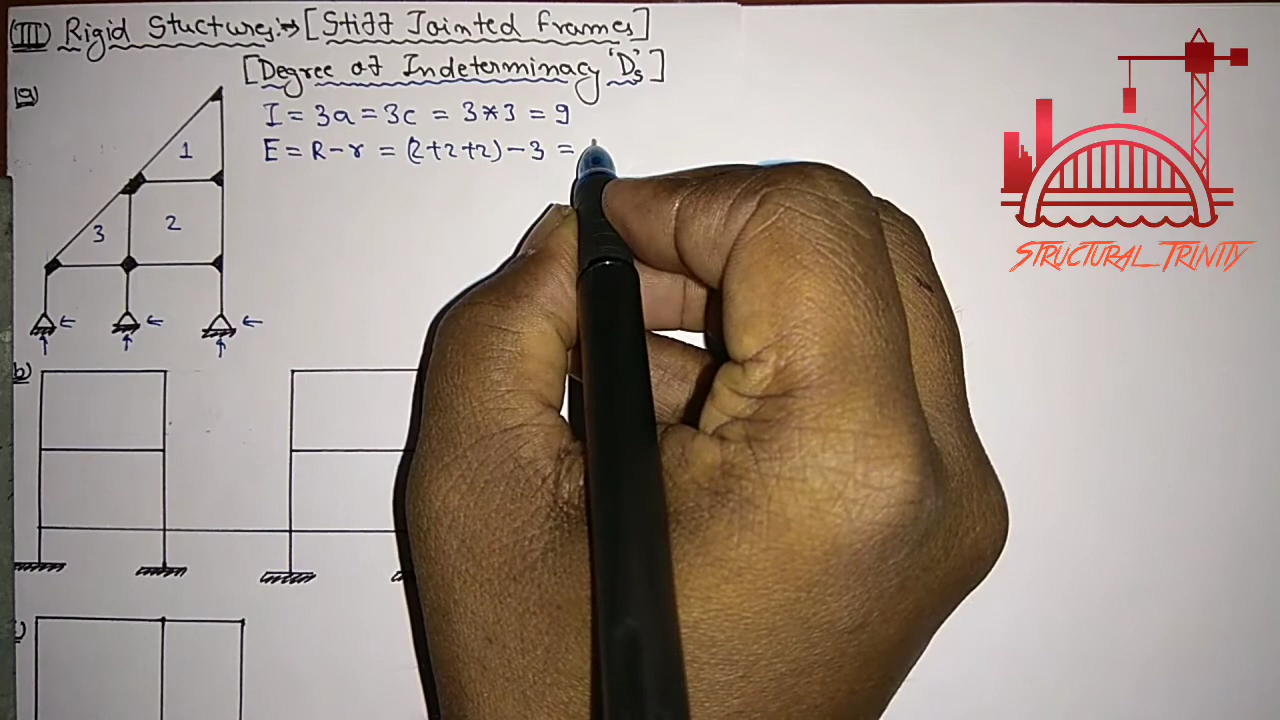 (III) Rigid Stuctures:→ [Stiff Jointed Frames]
[Degree of Indeterminacy 'Ds']
(a)
I = 3a = 3c = 3*3 = 9
E = R-r = (2+2+2)-3 =
1
2
3
b)
STRUCTURAL_TRINITY